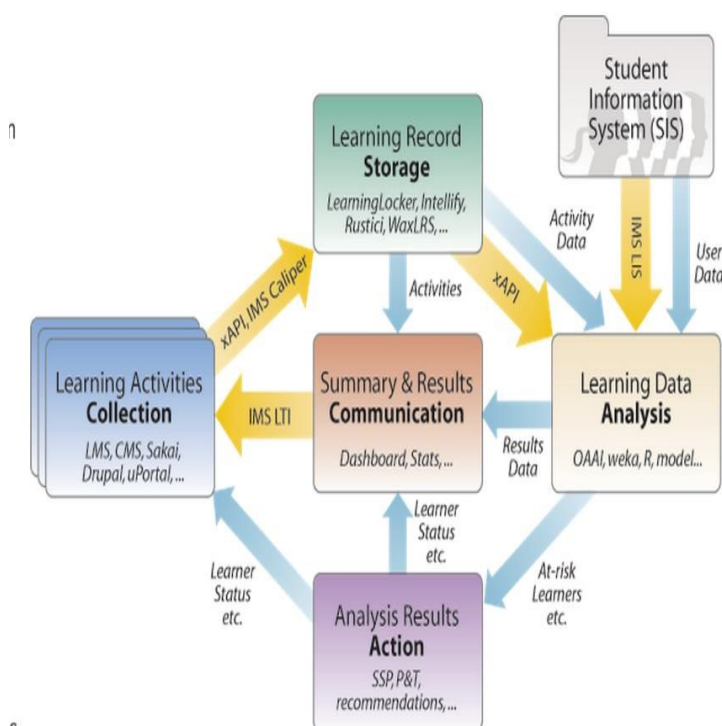 Student
Information
System (SIS)
n
Learning Record
Storage
LearningLocker, Intellify,
Rustici, WaxLRS, ...
Activity
Data
IMS LIS
User
Data
xAPI, IMS Caliper
Activities
xAPI
Learning Activities
Collection
LMS, CMS, Sakai,
Drupal, uPortal, ...
IMS LTI
Summary & Results
Communication
Dashboard, Stats, ...
Results
Data
Learning Data
Analysis
OAAI, weka, R, model...
Learner
Status
etc.
Learner
Status
etc.
At-risk
Learners
etc.
Analysis Results
Action
SSP, P&T,
recommendations, ...